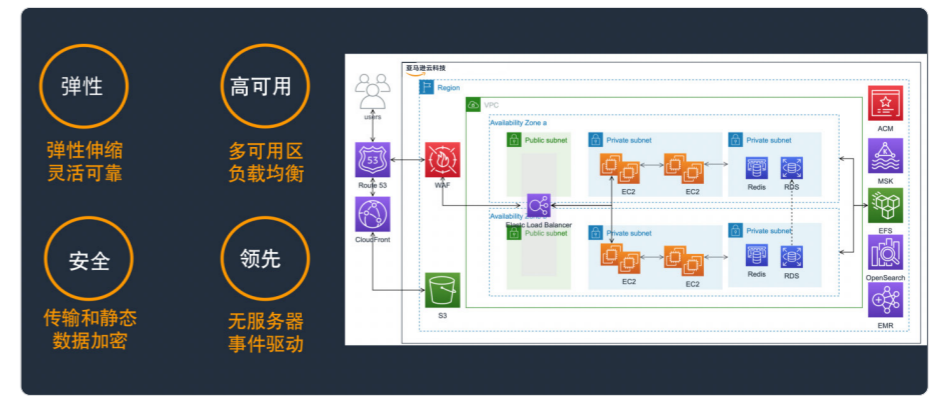 弹性
弹性伸缩
灵活可靠
高可用
多可用区
负载均衡
安全
传输和静态
数据加密
领先
无服务器
事件驱动
亚马逊云科技
Region
VPC
users
Route 53
53
CloudFront
WAF
S3
Availability Zone a
Public subnet
Private subnet
Private subnet
EC2
EC2
Redis
RDS
Elastc Load Balancer
Availability Zone
Public subnet
Private subnet
Private subnet
EC2
EC2
Redis
RDS
ACM
MSK
EFS
OpenSearch
EMR